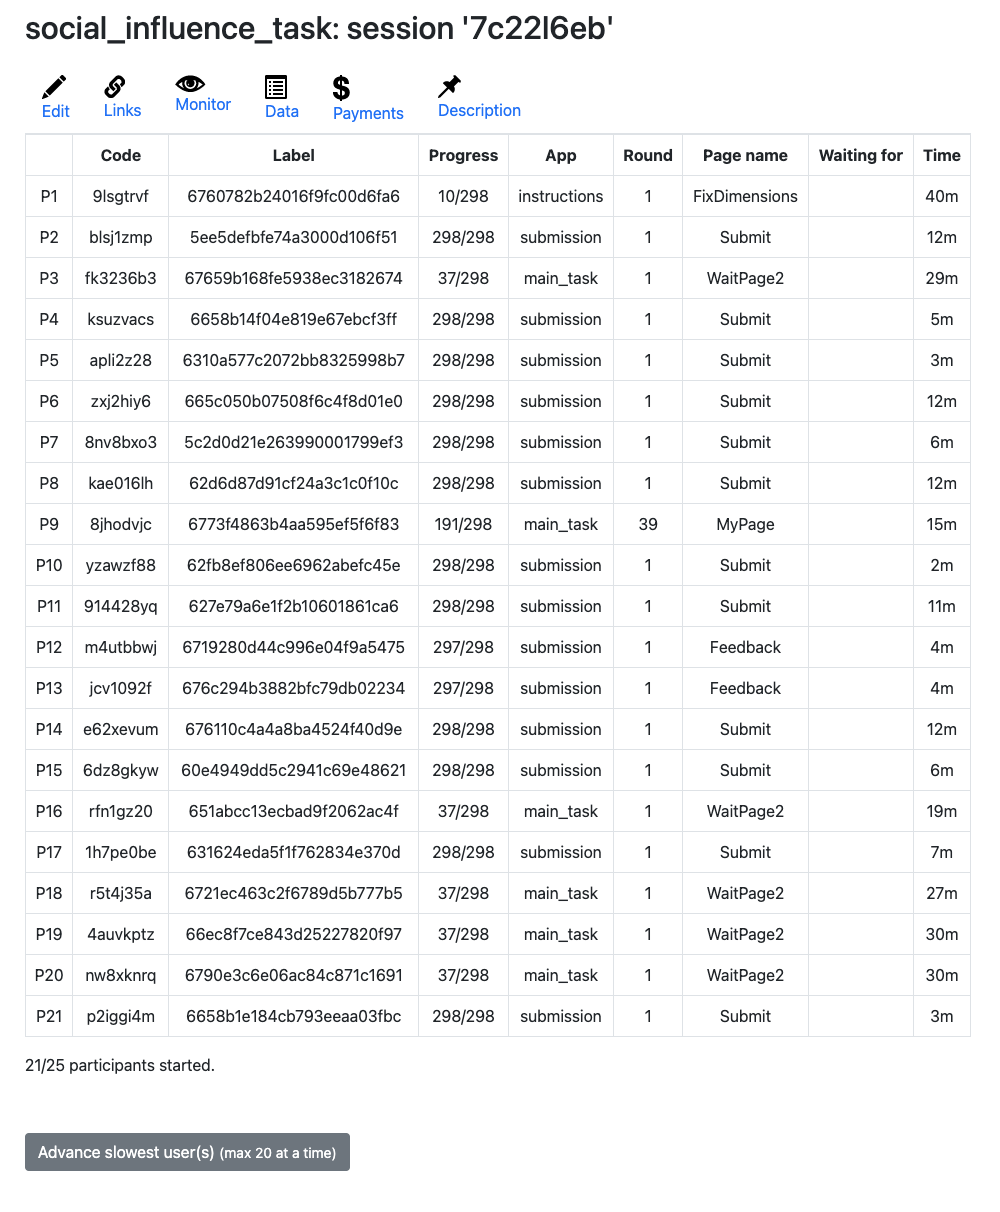 social_influence_task: session '7c22l6eb'
Edit Links Monitor Data Payments Description
Code Label Progress App Round Page name Waiting for Time
P1 9lsgtrvf 6760782b24016f9fc00d6fa6 10/298 instructions 1 FixDimensions 40m
P2 blsj1zmp 5ee5defbfe74a3000d106f51 298/298 submission 1 Submit 12m
P3 fk3236b3 67659b168fe5938ec3182674 37/298 main_task 1 WaitPage2 29m
P4 ksuzvacs 6658b14f04e819e67ebcf3ff 298/298 submission 1 Submit 5m
P5 apli2z28 6310a577c2072bb8325998b7 298/298 submission 1 Submit 3m
P6 zxj2hiy6 665c050b07508f6c4f8d01e0 298/298 submission 1 Submit 12m
P7 8nv8bxo3 5c2d0d21e263990001799ef3 298/298 submission 1 Submit 6m
P8 kae016lh 62d6d87d91cf24a3c1c0f10c 298/298 submission 1 Submit 12m
P9 8jhodvjc 6773f4863b4aa595ef5f6f83 191/298 main_task 39 MyPage 15m
P10 yzawzf88 62fb8ef806ee6962abefc45e 298/298 submission 1 Submit 2m
P11 914428yq 627e79a6e1f2b10601861ca6 298/298 submission 1 Submit 11m
P12 m4utbbwj 6719280d44c996e04f9a5475 297/298 submission 1 Feedback 4m
P13 jcv1092f 676c294b3882bfc79db02234 297/298 submission 1 Feedback 4m
P14 e62xevum 676110c4a4a8ba4524f40d9e 298/298 submission 1 Submit 12m
P15 6dz8gkyw 60e4949dd5c2941c69e48621 298/298 submission 1 Submit 6m
P16 rfn1gz20 651abcc13ecbad9f2062ac4f 37/298 main_task 1 WaitPage2 19m
P17 1h7pe0be 631624eda5f1f762834e370d 298/298 submission 1 Submit 7m
P18 r5t4j35a 6721ec463c2f6789d5b777b5 37/298 main_task 1 WaitPage2 27m
P19 4auvkptz 66ec8f7ce843d25227820f97 37/298 main_task 1 WaitPage2 30m
P20 nw8xknrq 6790e3c6e06ac84c871c1691 37/298 main_task 1 WaitPage2 30m
P21 p2iggi4m 6658b1e184cb793eeaa03fbc 298/298 submission 1 Submit 3m
21/25 participants started.
Advance slowest user(s) (max 20 at a time)